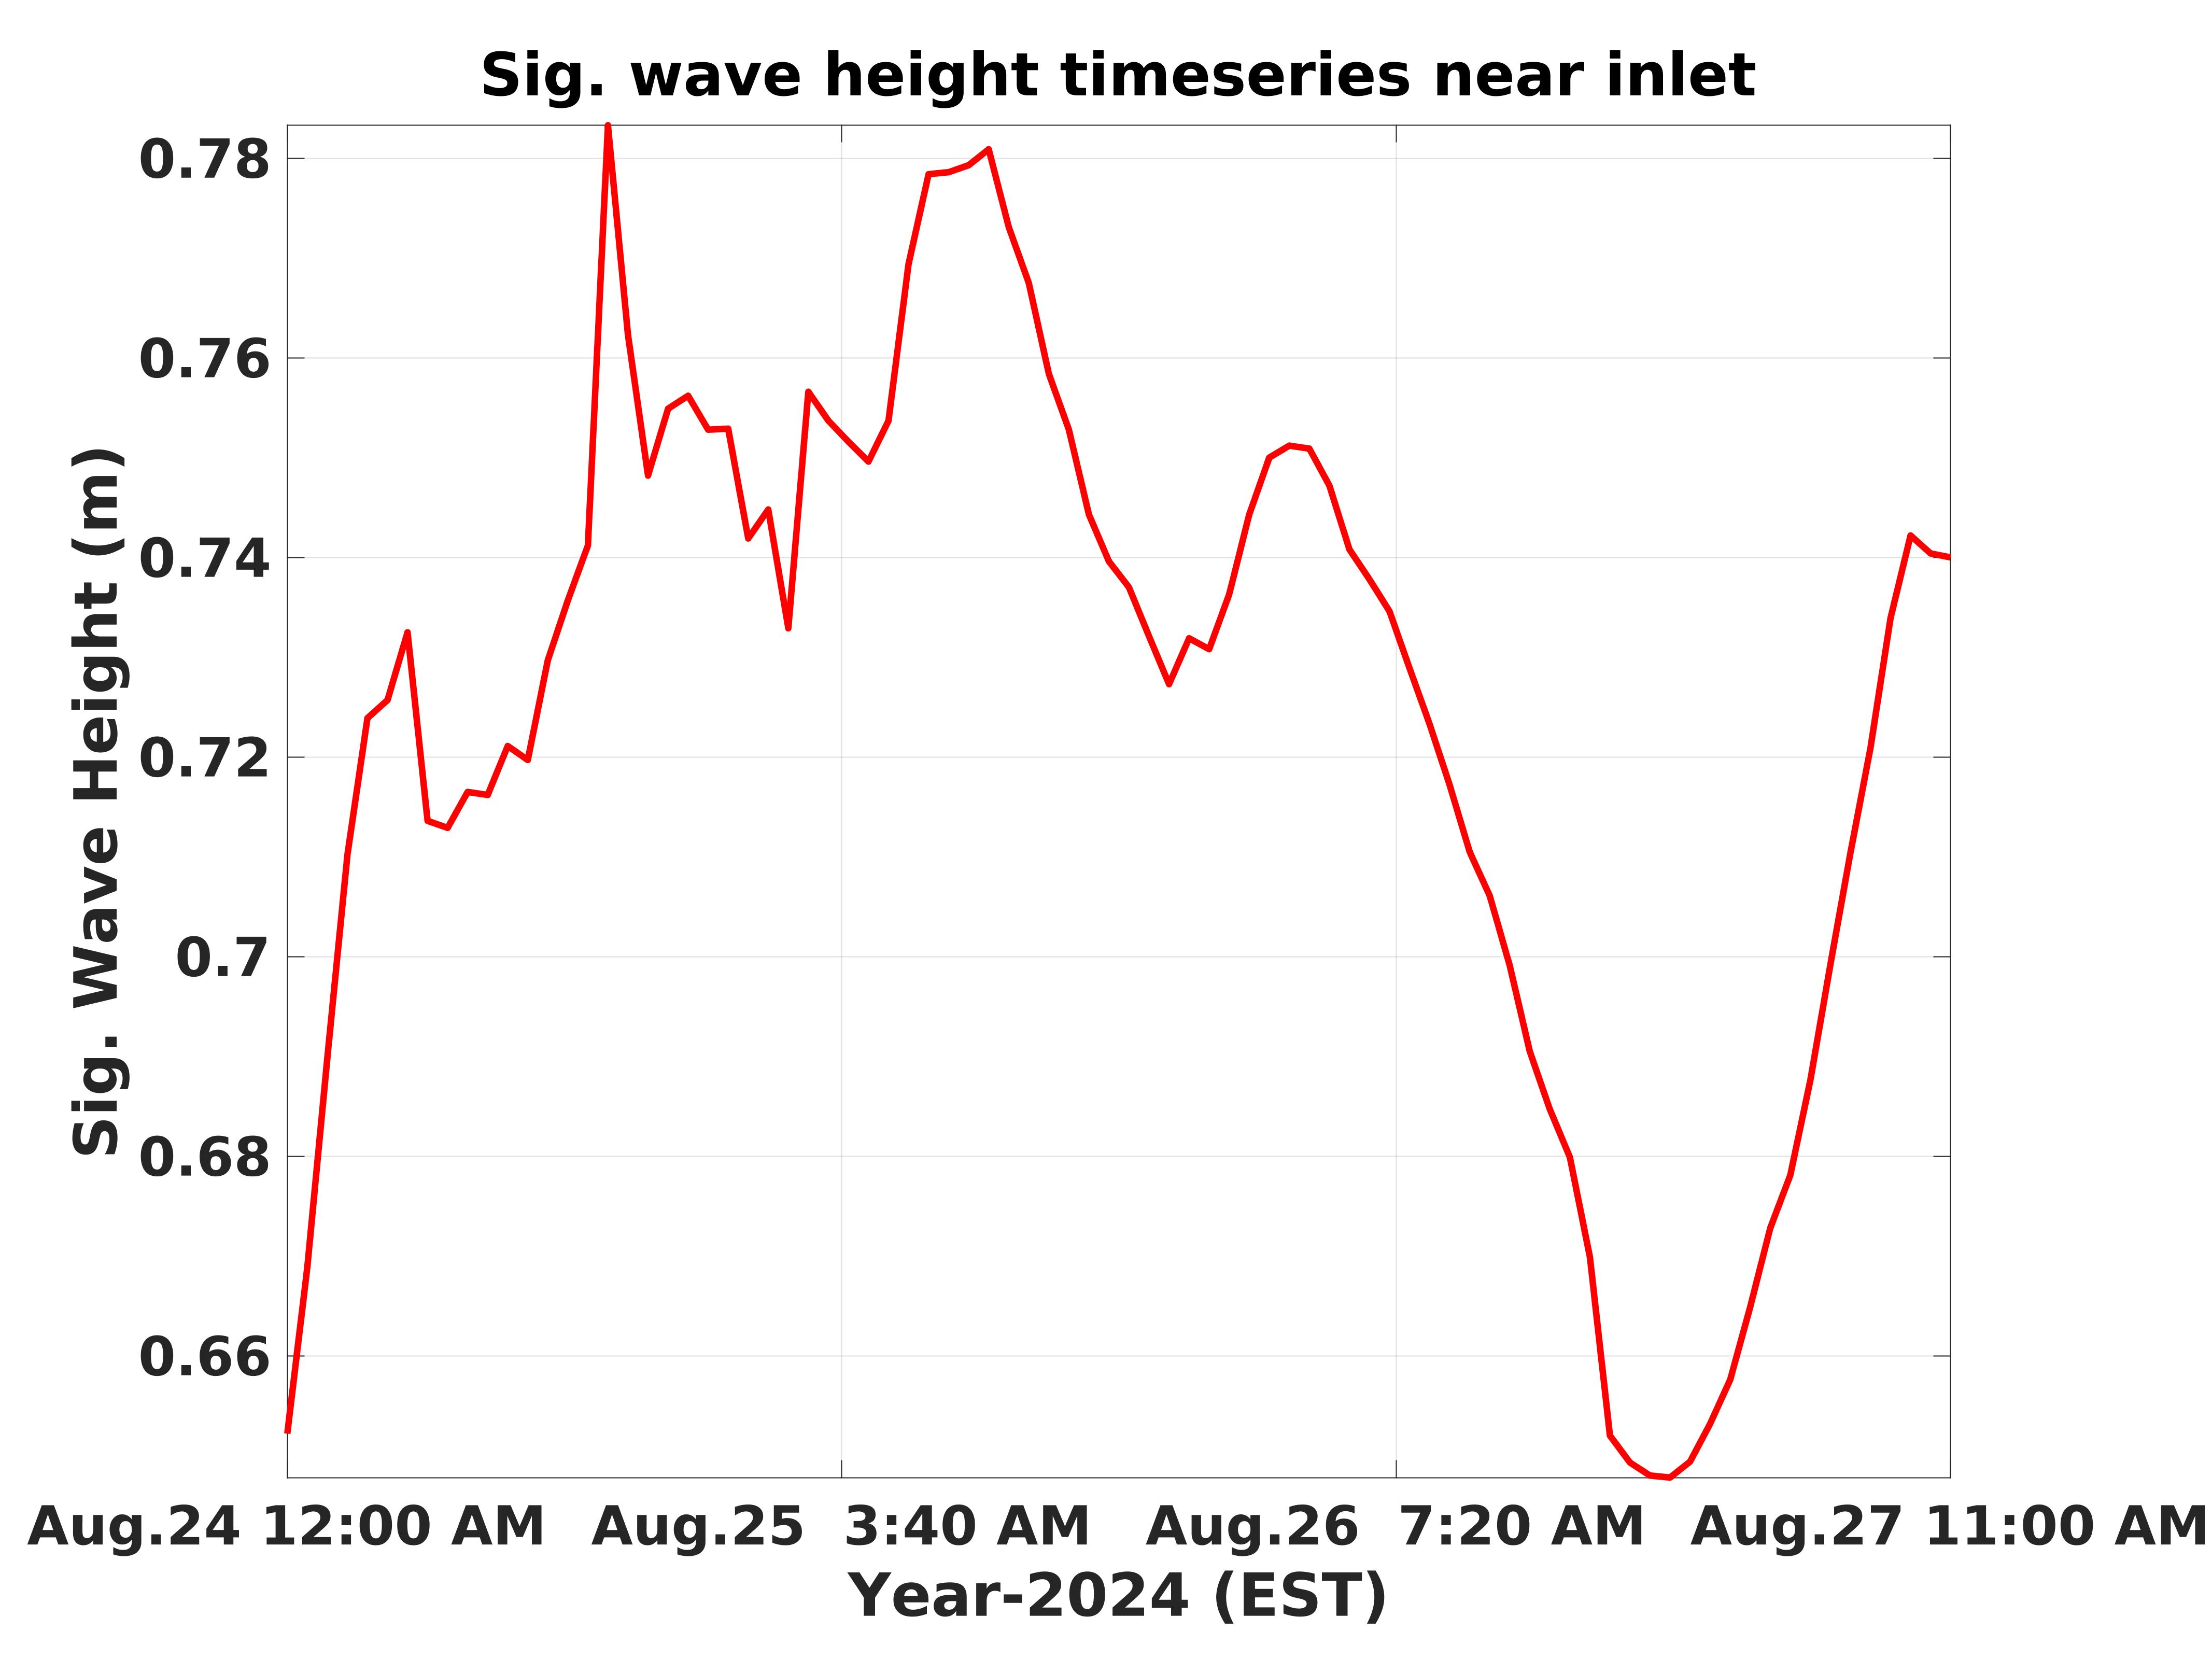 Sig. wave height timeseries near inlet
Sig. Wave Height (m)
0.78
0.76
0.74
0.72
0.7
0.68
0.66
Aug.24 12:00 AM Aug.25 3:40 AM Aug.26 7:20 AM Aug.27 11:00 AM
Year-2024 (EST)